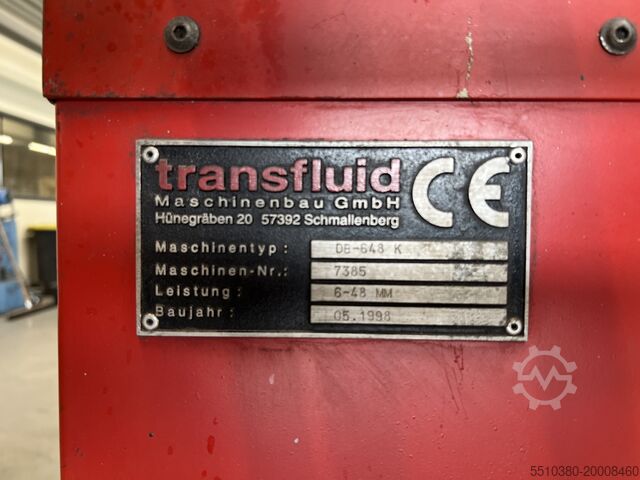 transfluid
Maschinenbau GmbH
Hünegräben 20 57392 Schmallenberg
CE
Maschinentyp: DB-648 K
Maschinen-Nr.: 7385
Leistung: 6-48 MM
Baujahr: 05.1998
5510380-20008460